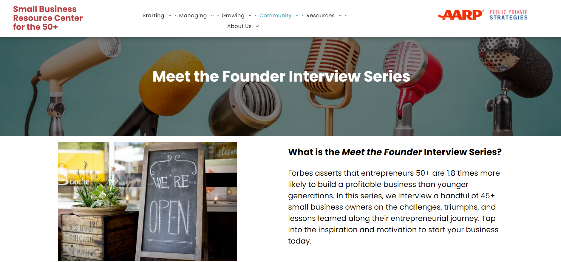 Small Business
Resource Center
for the 50+
Starting
Managing
Growing
Community
Resources
About Us
AARP
PUBLIC PRIVATE
STRATEGIES
Meet the Founder Interview Series
WE'RE
OPEN
What is the Meet the Founder Interview Series?
Forbes asserts that entrepreneurs 50+ are 1.8 times more
likely to build a profitable business than younger
generations. In this series, we interview a handful of 45+
small business owners on the challenges, triumphs, and
lessons learned along their entrepreneurial journey. Tap
into the inspiration and motivation to start your business
today.